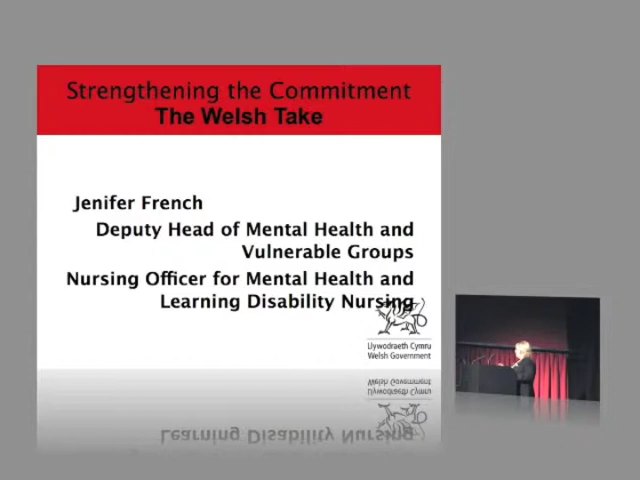 Strengthening the Commitment
The Welsh Take
Jenifer French
Deputy Head of Mental Health and
Vulnerable Groups
Nursing Officer for Mental Health and
Learning Disability Nursing
Llywodraeth Cymru
Welsh Government